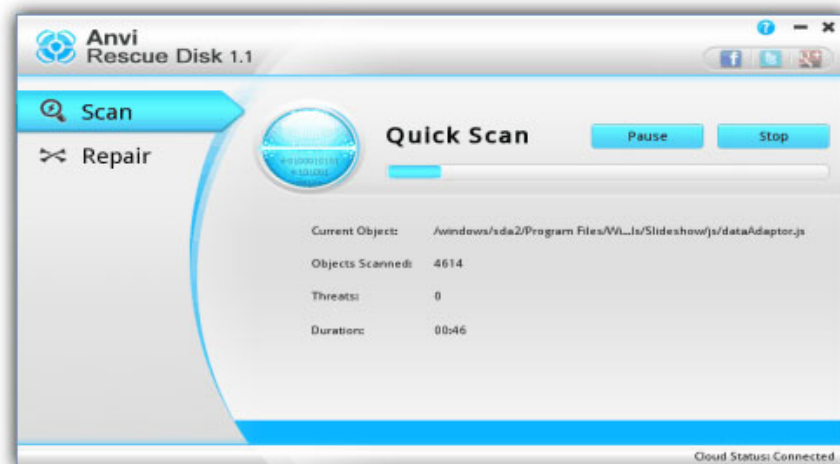 Anvi
Rescue Disk 1.1
?
Scan
Repair
Quick Scan
Pause
Stop
Current Object: /windows/sda2/Program Files/Wi...ls/Slideshow/js/dataAdaptor.js
Objects Scanned: 4614
Threats: 0
Duration: 00:46
Cloud Status: Connected